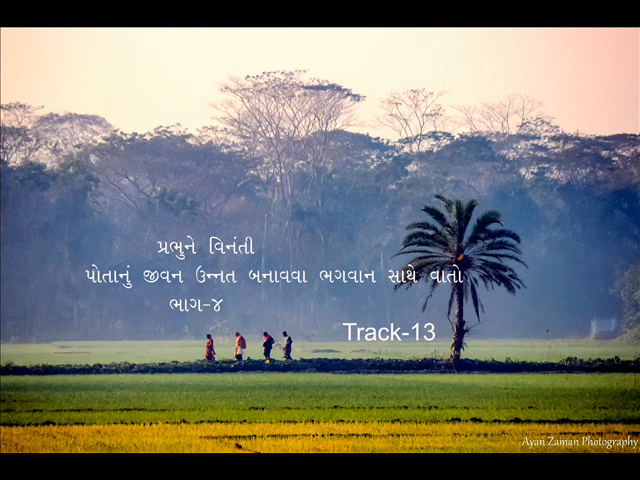 પ્રભુને વિનંતી
પોતાનું જીવન ઉન્નત બનાવવા ભગવાન સાથે વાતો
ભાગ-૪
Track-13
Ayan Zaman Photography